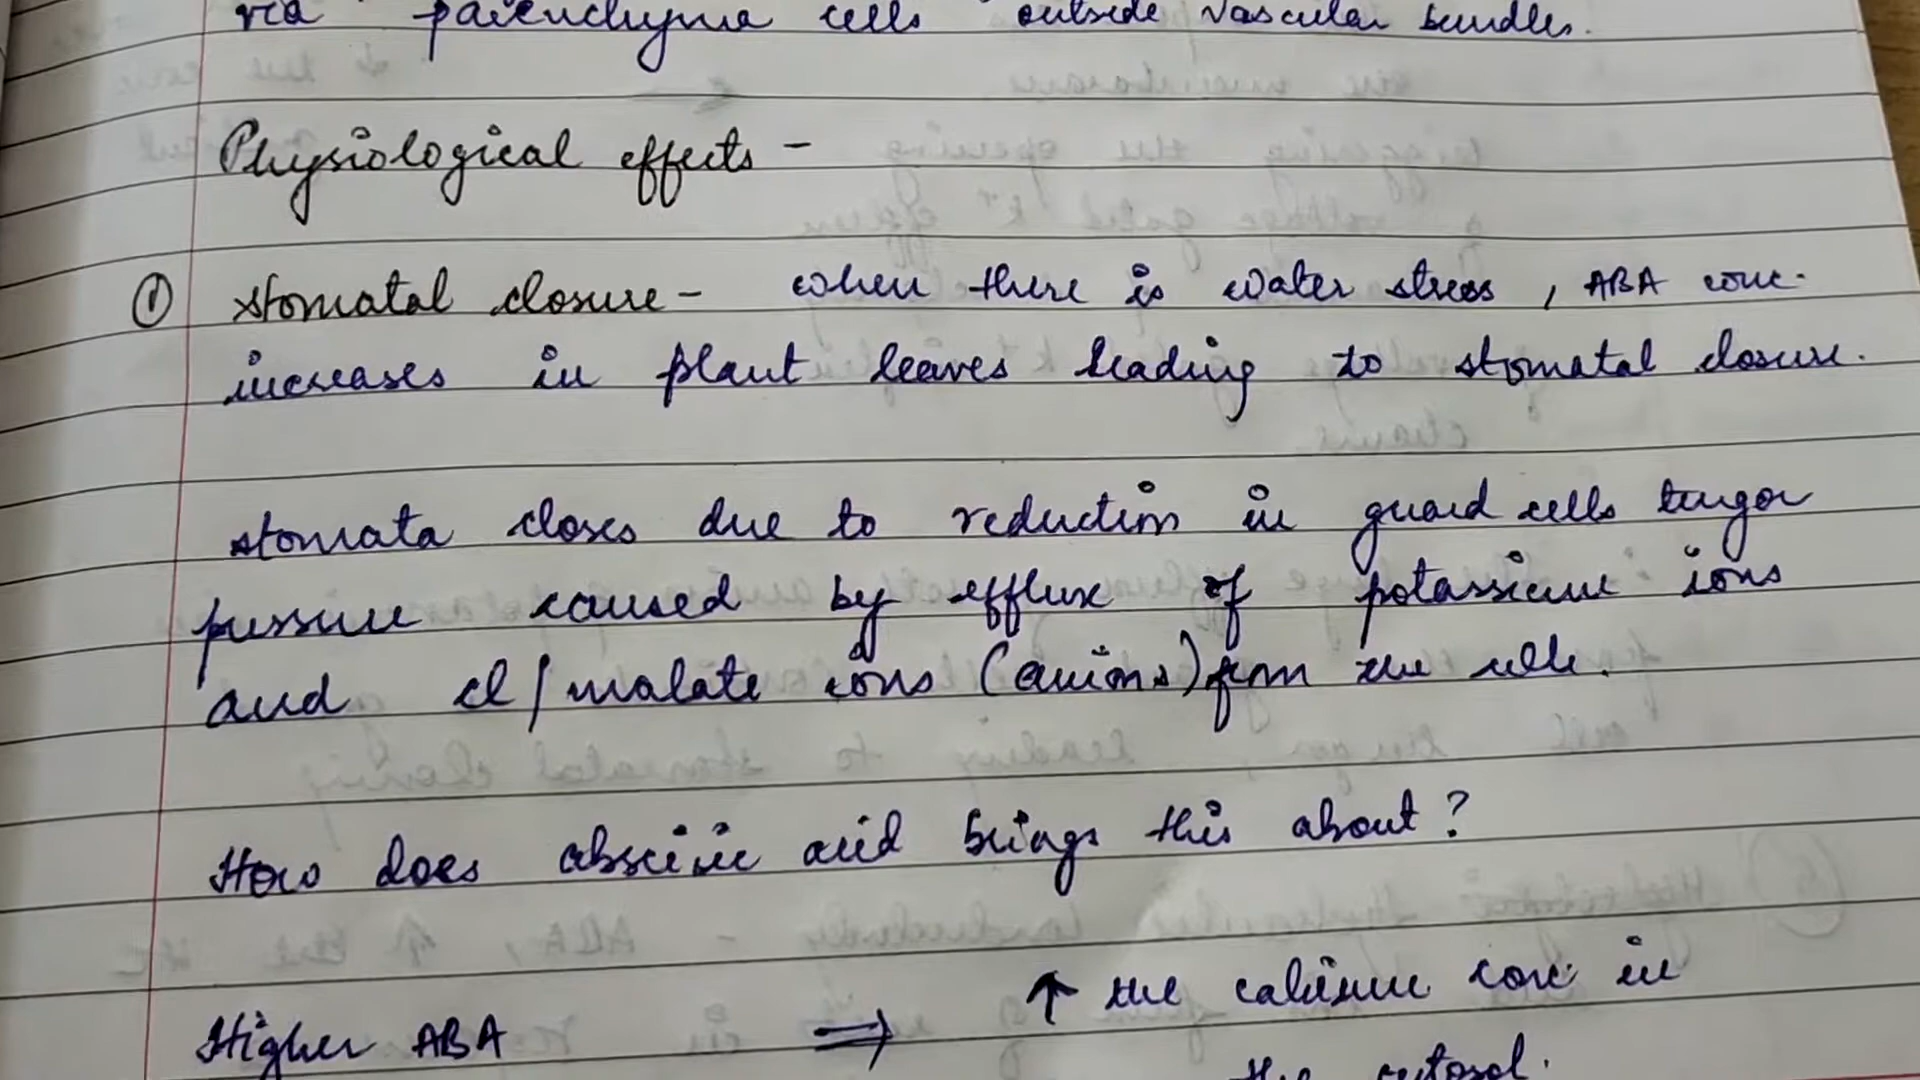 via parenchyma cells outside vascular bundles.
Physiological effects -
① stomatal closure - when there is water stress, ABA conc.
increases in plant leaves leading to stomatal closure.
stomata closes due to reduction in guard cells turgor
pressure caused by efflux of potassium ions
and cl/malate ions (anions) from the cells.
How does abscisic acid brings this about?
Higher ABA ⇒ ↑ the calcium conc. in
the cytosol.